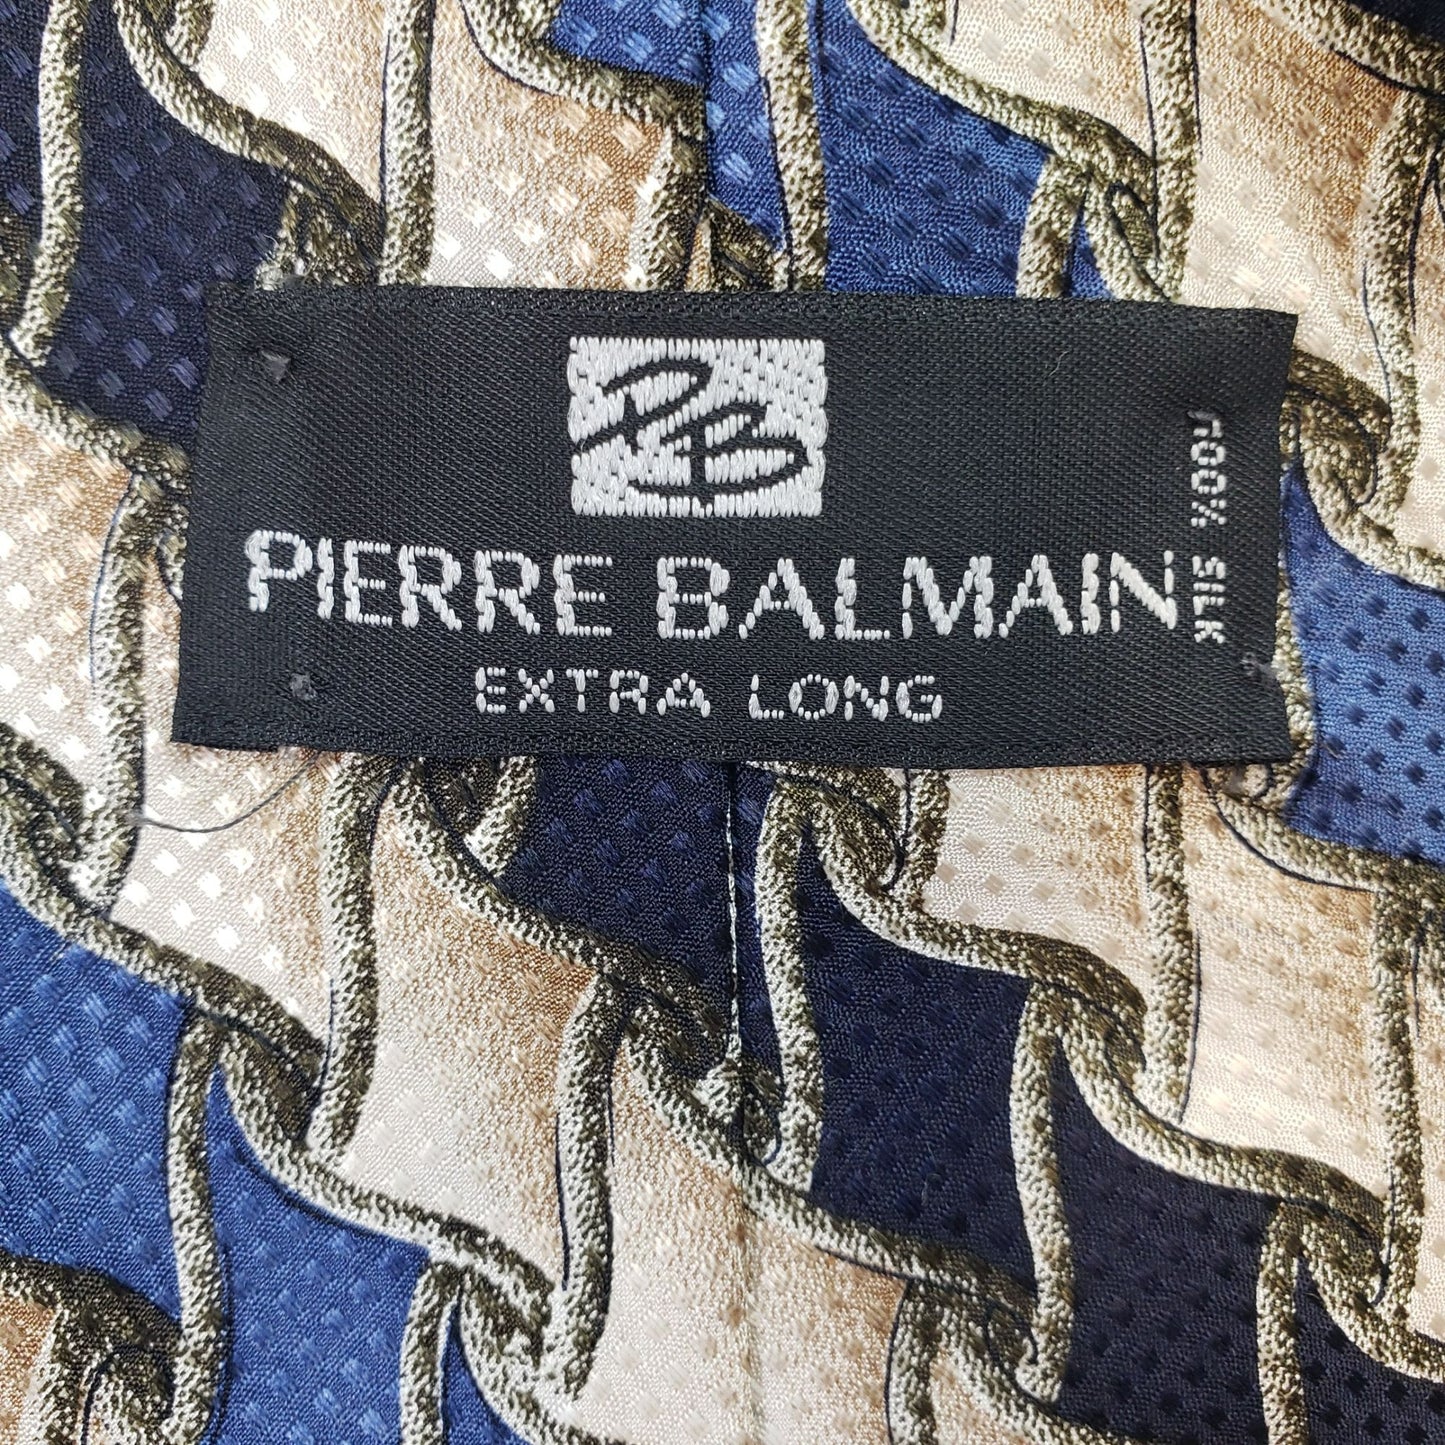 PB
PIERRE BALMAIN
EXTRA LONG
100% SILK